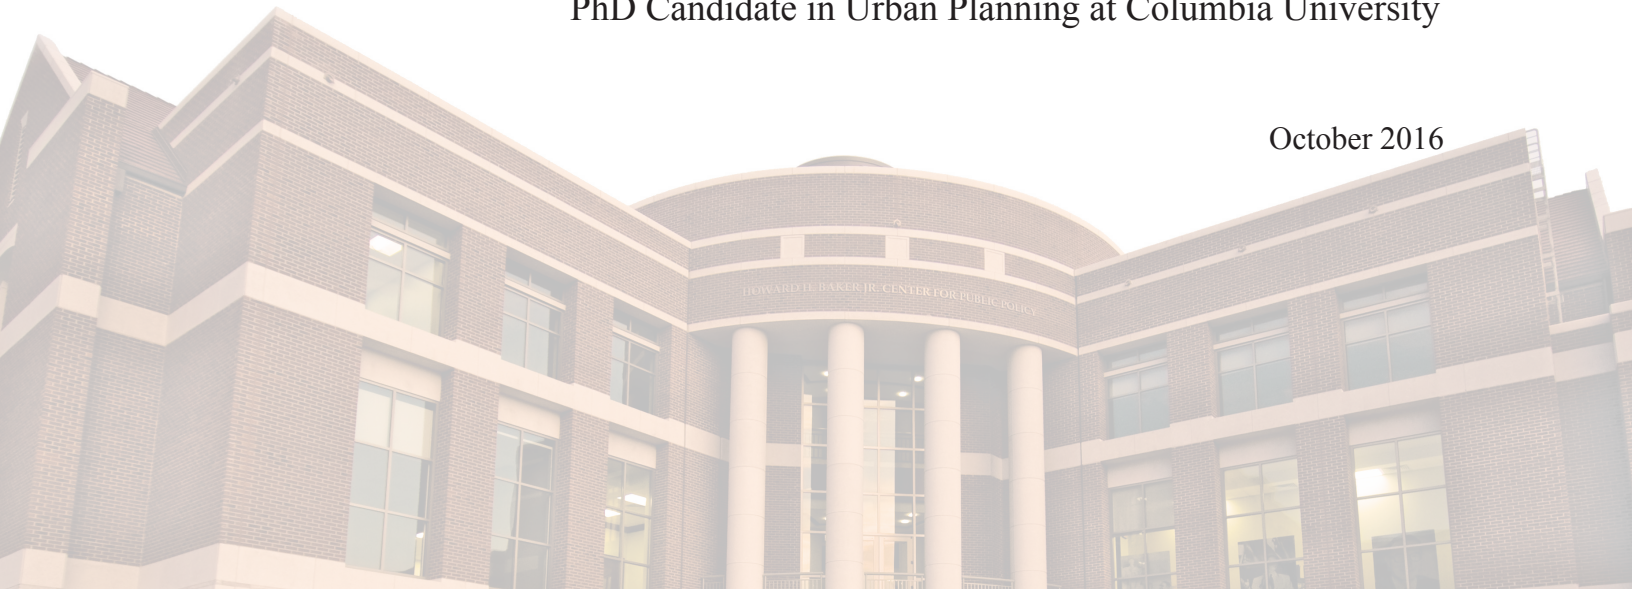 PhD Candidate in Urban Planning at Columbia University
October 2016
HOWARD H. BAKER JR. CENTER FOR PUBLIC POLICY